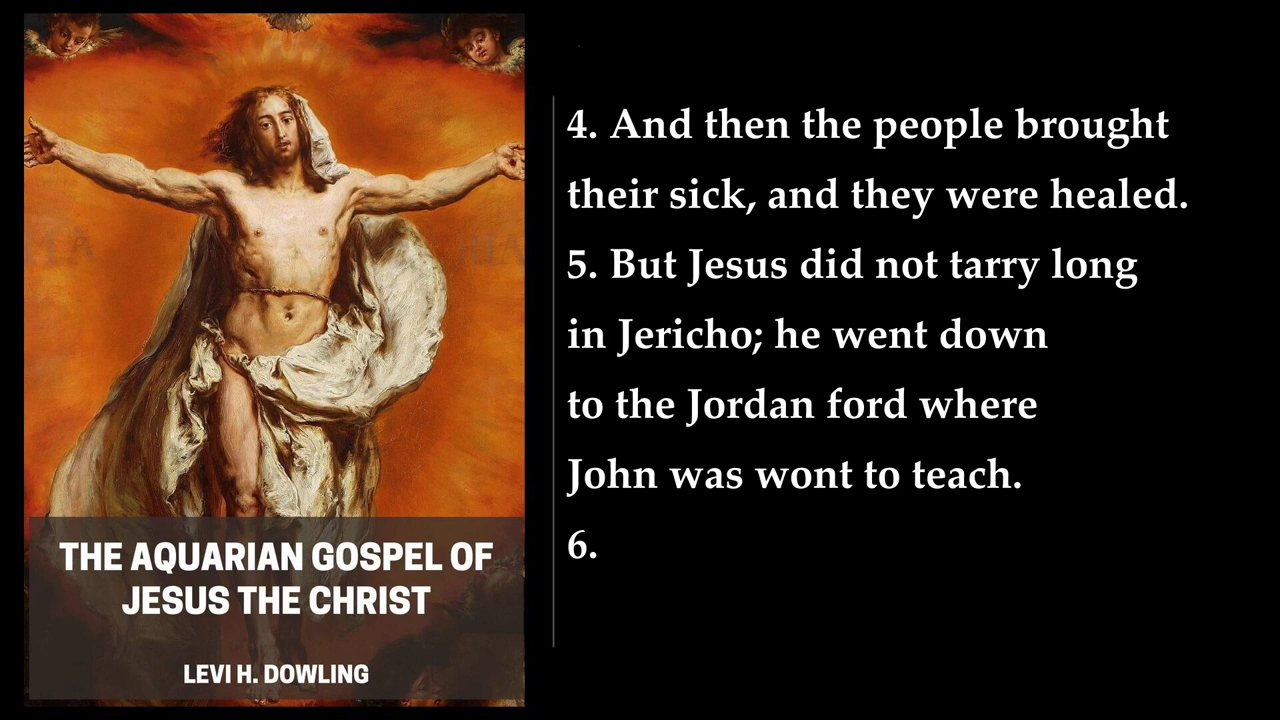 THE AQUARIAN GOSPEL OF
JESUS THE CHRIST
LEVI H. DOWLING
4. And then the people brought
their sick, and they were healed.
5. But Jesus did not tarry long
in Jericho; he went down
to the Jordan ford where
John was wont to teach.
6.